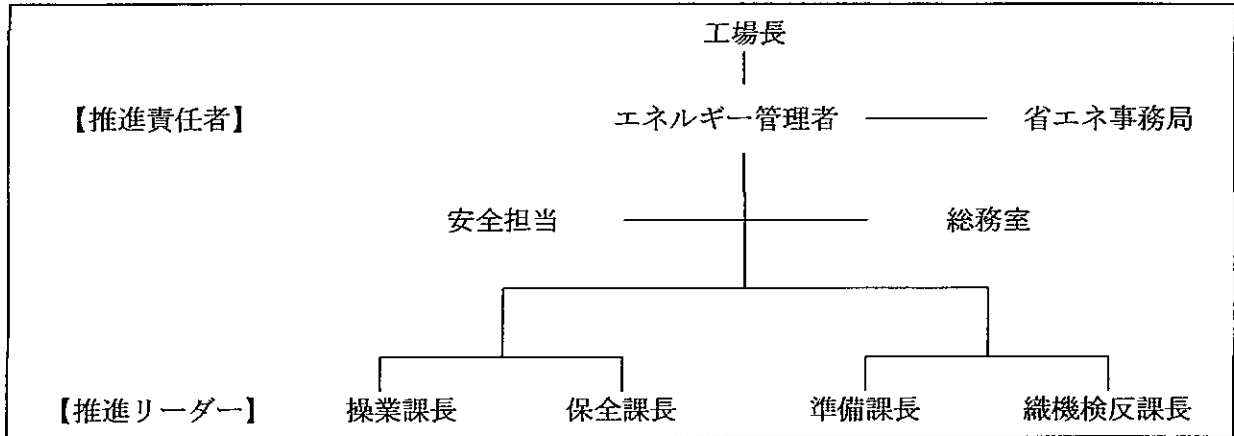 工場長
【推進責任者】 エネルギー管理者 省エネ事務局
安全担当 総務室
【推進リーダー】 操業課長 保全課長 準備課長 織機検反課長